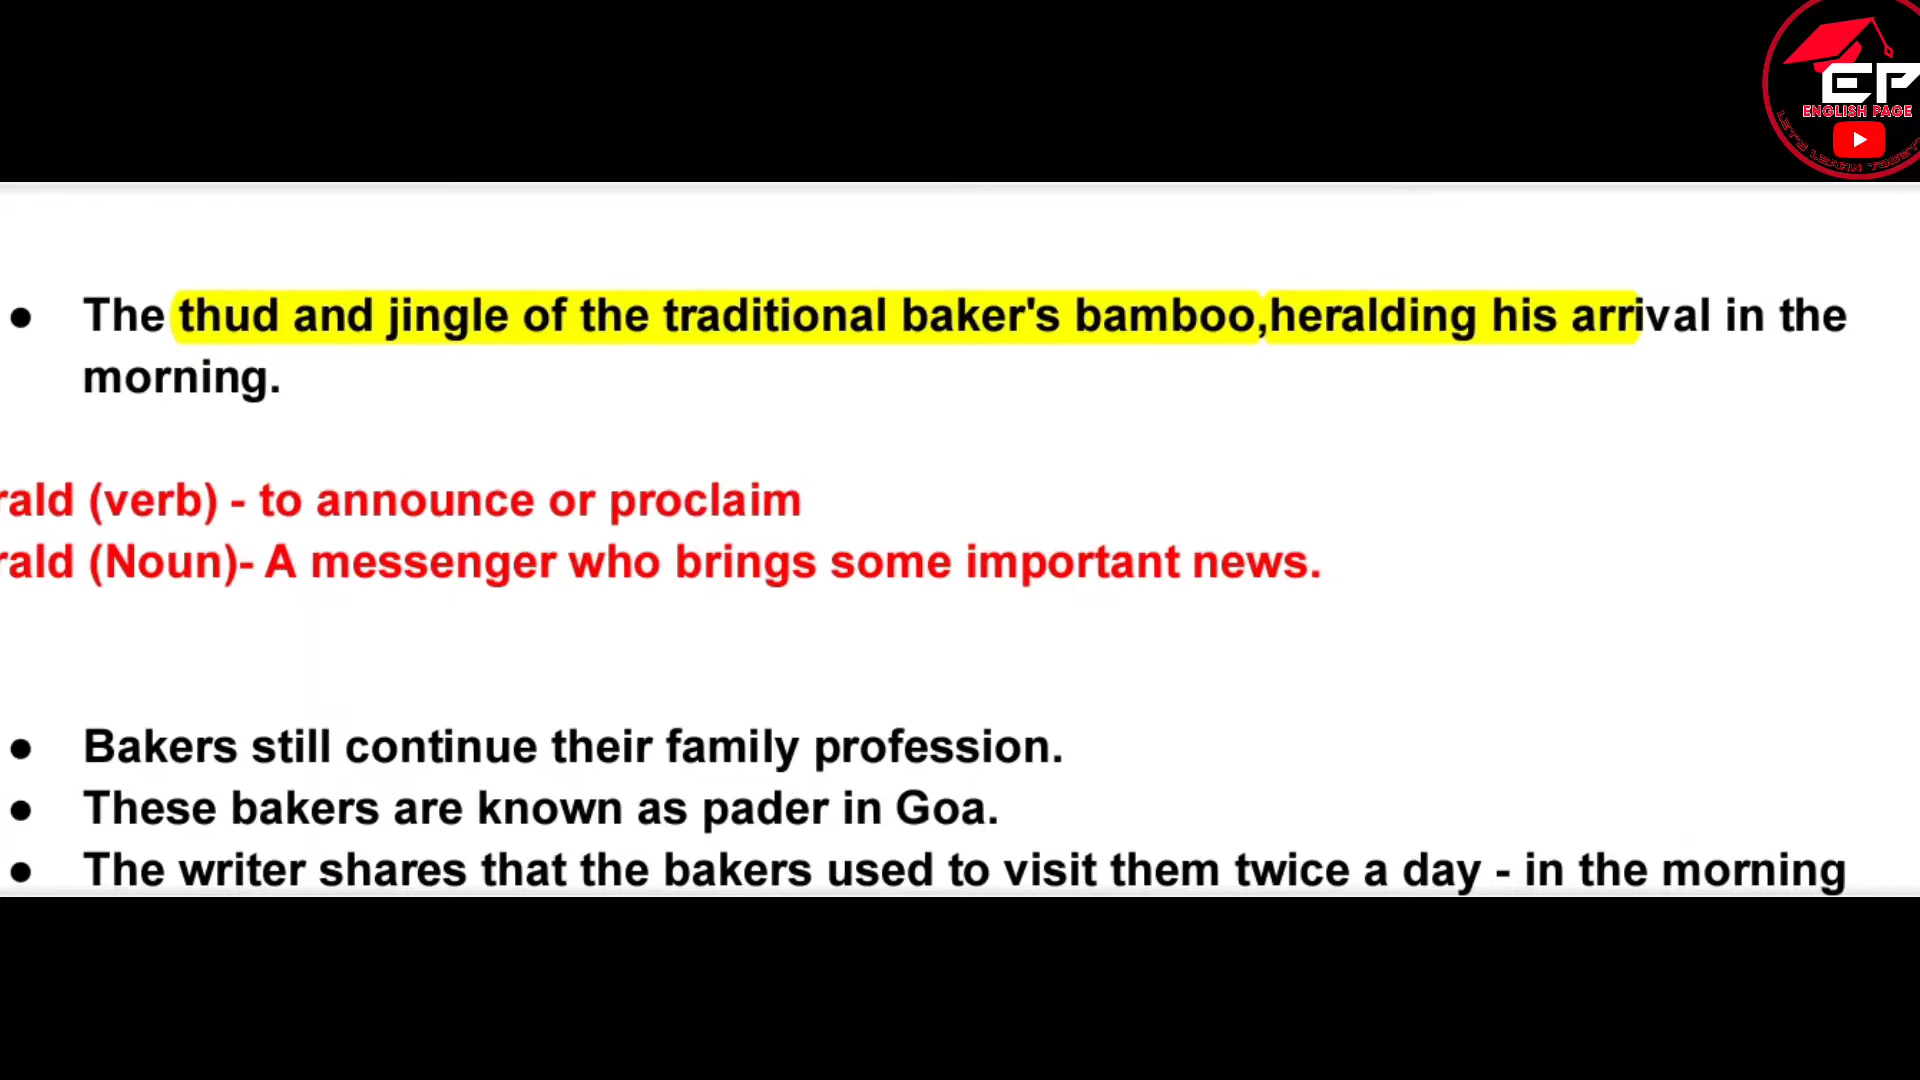 EP
ENGLISH PAGE
● The thud and jingle of the traditional baker's bamboo,heralding his arrival in the
morning.
rald (verb) - to announce or proclaim
rald (Noun)- A messenger who brings some important news.
● Bakers still continue their family profession.
● These bakers are known as pader in Goa.
● The writer shares that the bakers used to visit them twice a day - in the morning